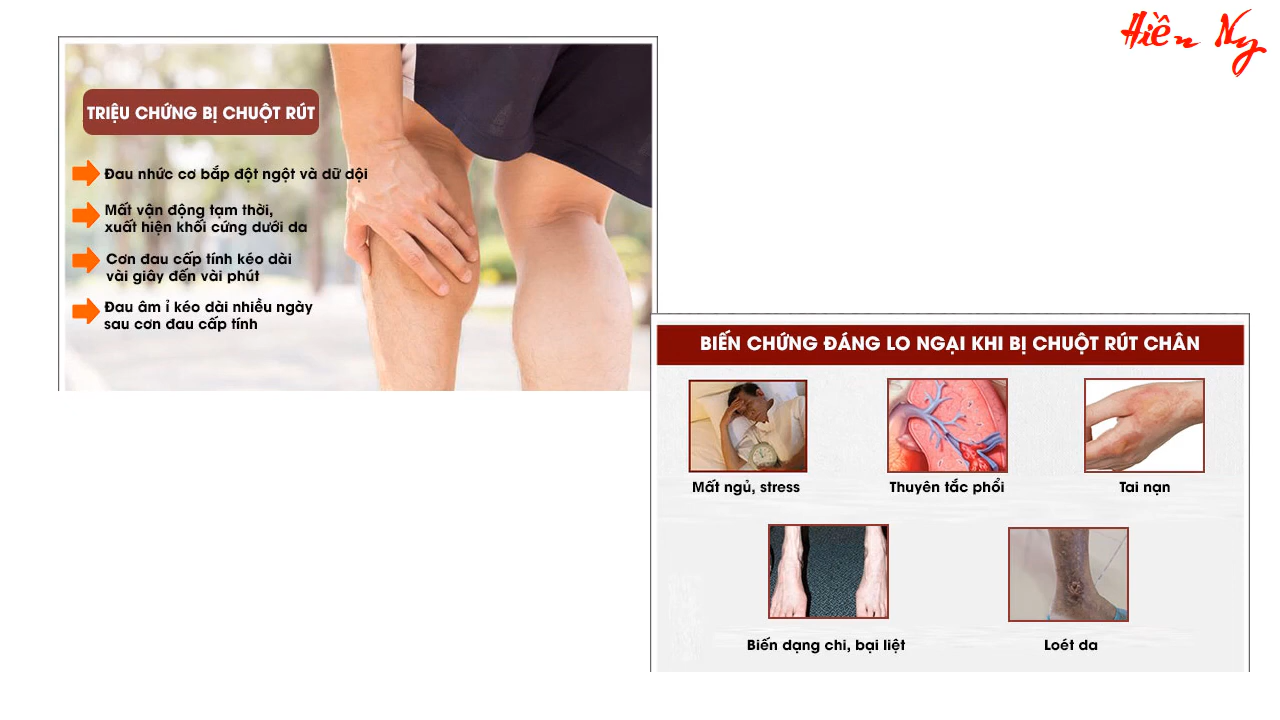 Hiền Ny
TRIỆU CHỨNG BỊ CHUỘT RÚT
Đau nhức cơ bắp đột ngột và dữ dội
Mất vận động tạm thời,
xuất hiện khối cứng dưới da
Cơn đau cấp tính kéo dài
vài giây đến vài phút
Đau âm ỉ kéo dài nhiều ngày
sau cơn đau cấp tính
BIẾN CHỨNG ĐÁNG LO NGẠI KHI BỊ CHUỘT RÚT CHÂN
Mất ngủ, stress
Thuyên tắc phổi
Tai nạn
Biến dạng chi, bại liệt
Loét da